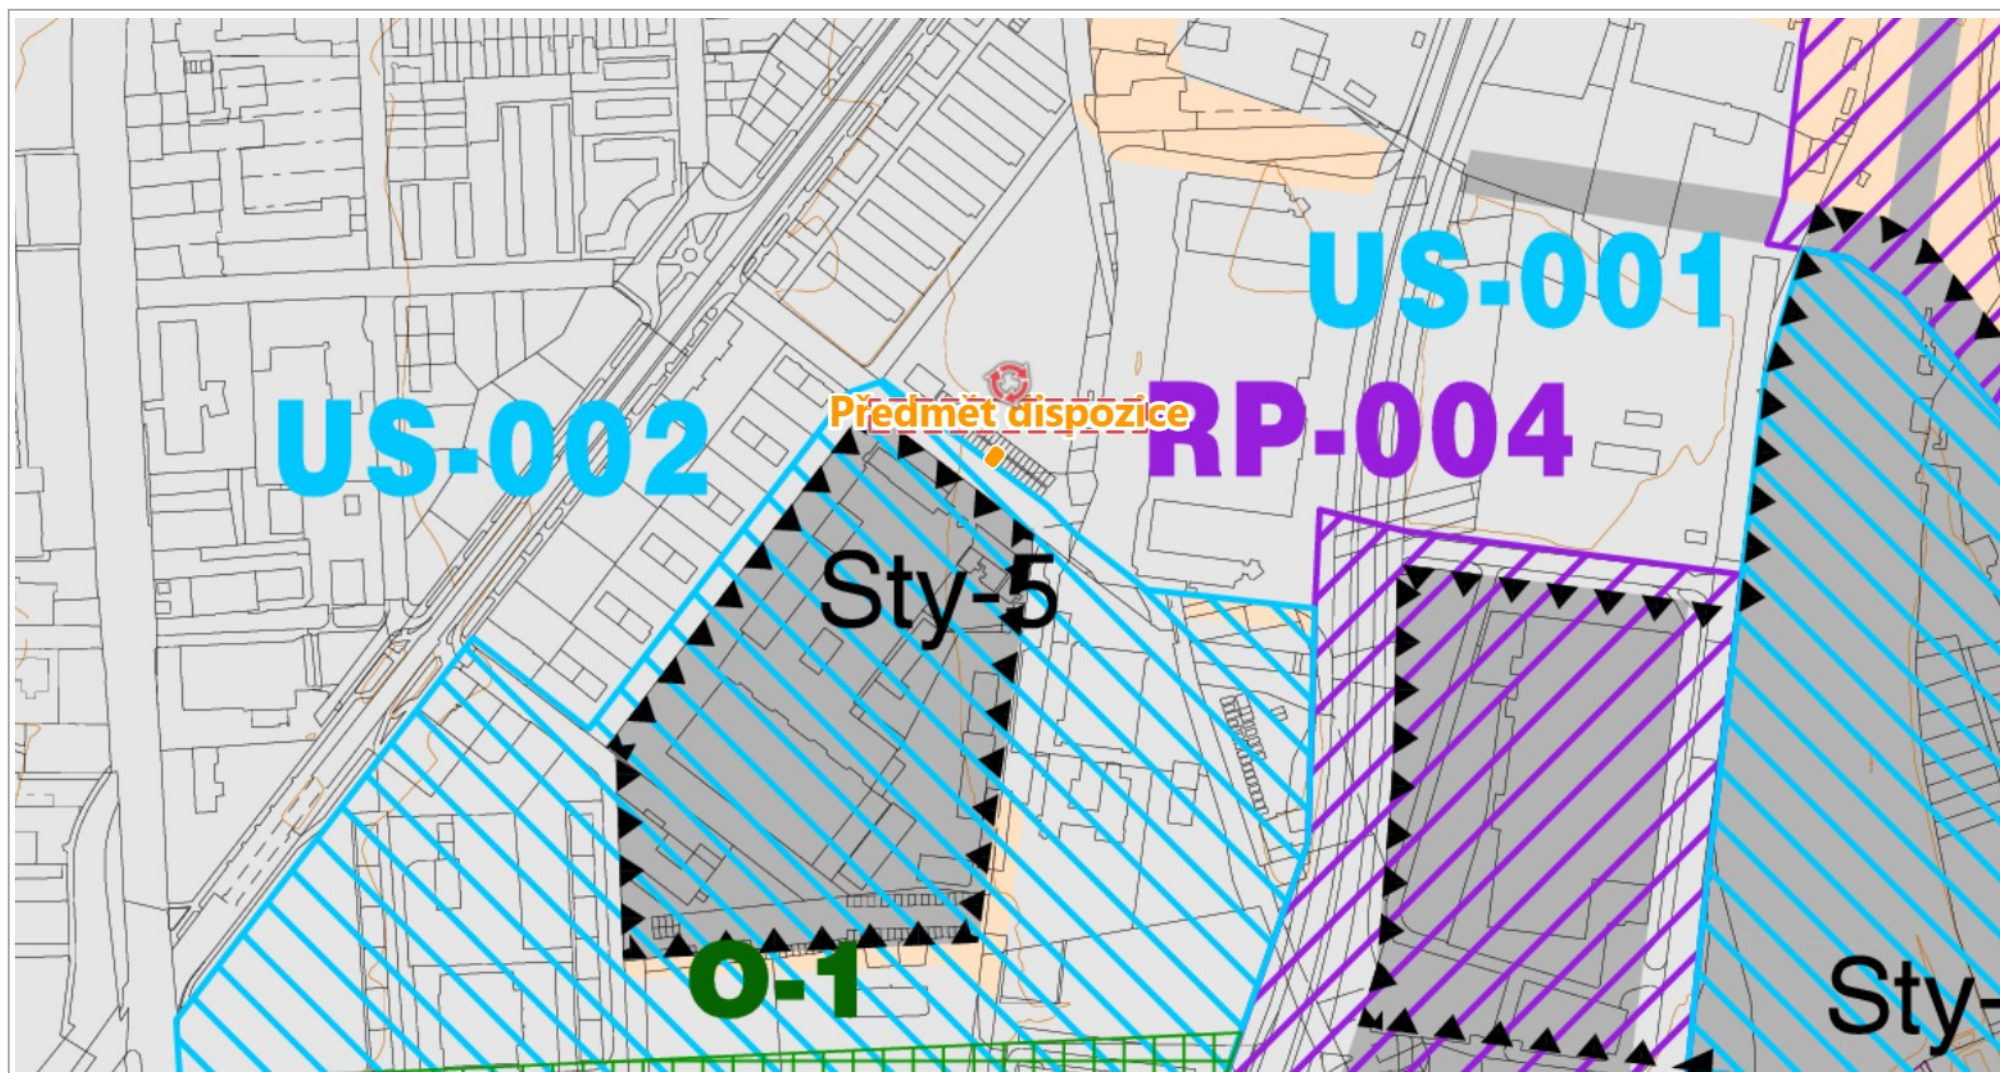 US-001
US-002
Předmět dispozice
RP-004
Sty-5
O-1
Sty-